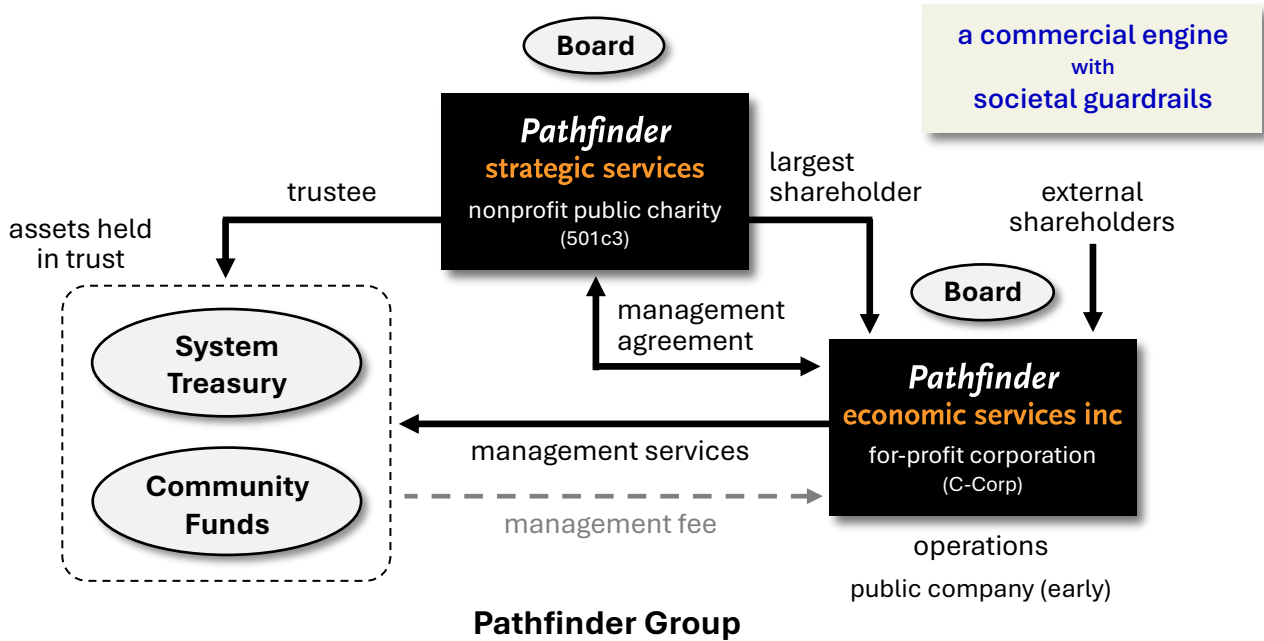 Board
a commercial engine
with
societal guardrails
Pathfinder
strategic services
nonprofit public charity
(501c3)
trustee
largest
shareholder
external
shareholders
assets held
in trust
Board
management
agreement
System
Treasury
Pathfinder
economic services inc
for-profit corporation
(C-Corp)
management services
Community
Funds
management fee
operations
public company (early)
Pathfinder Group